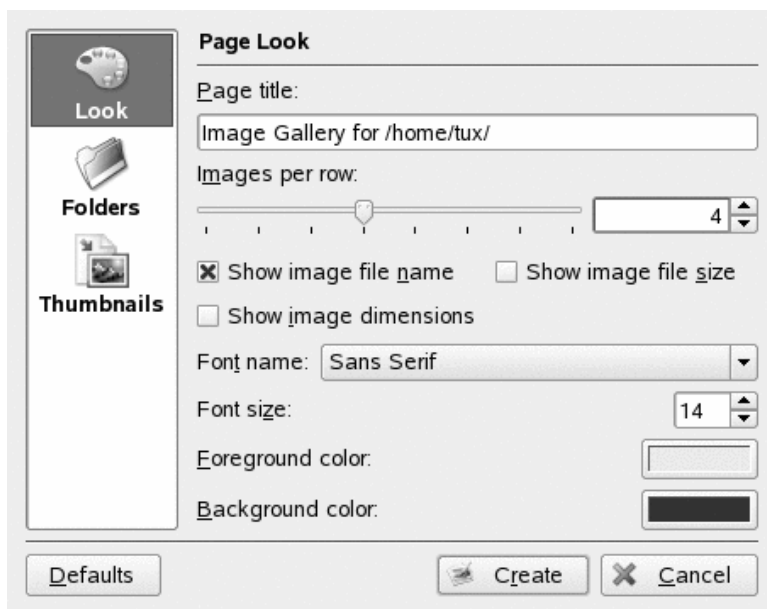 Look
Folders
Thumbnails
Page Look
Page title:
Image Gallery for /home/tux/
Images per row:
4
Show image file name
Show image file size
Show image dimensions
Font name: Sans Serif
Font size: 14
Foreground color:
Background color:
Defaults
Create
Cancel